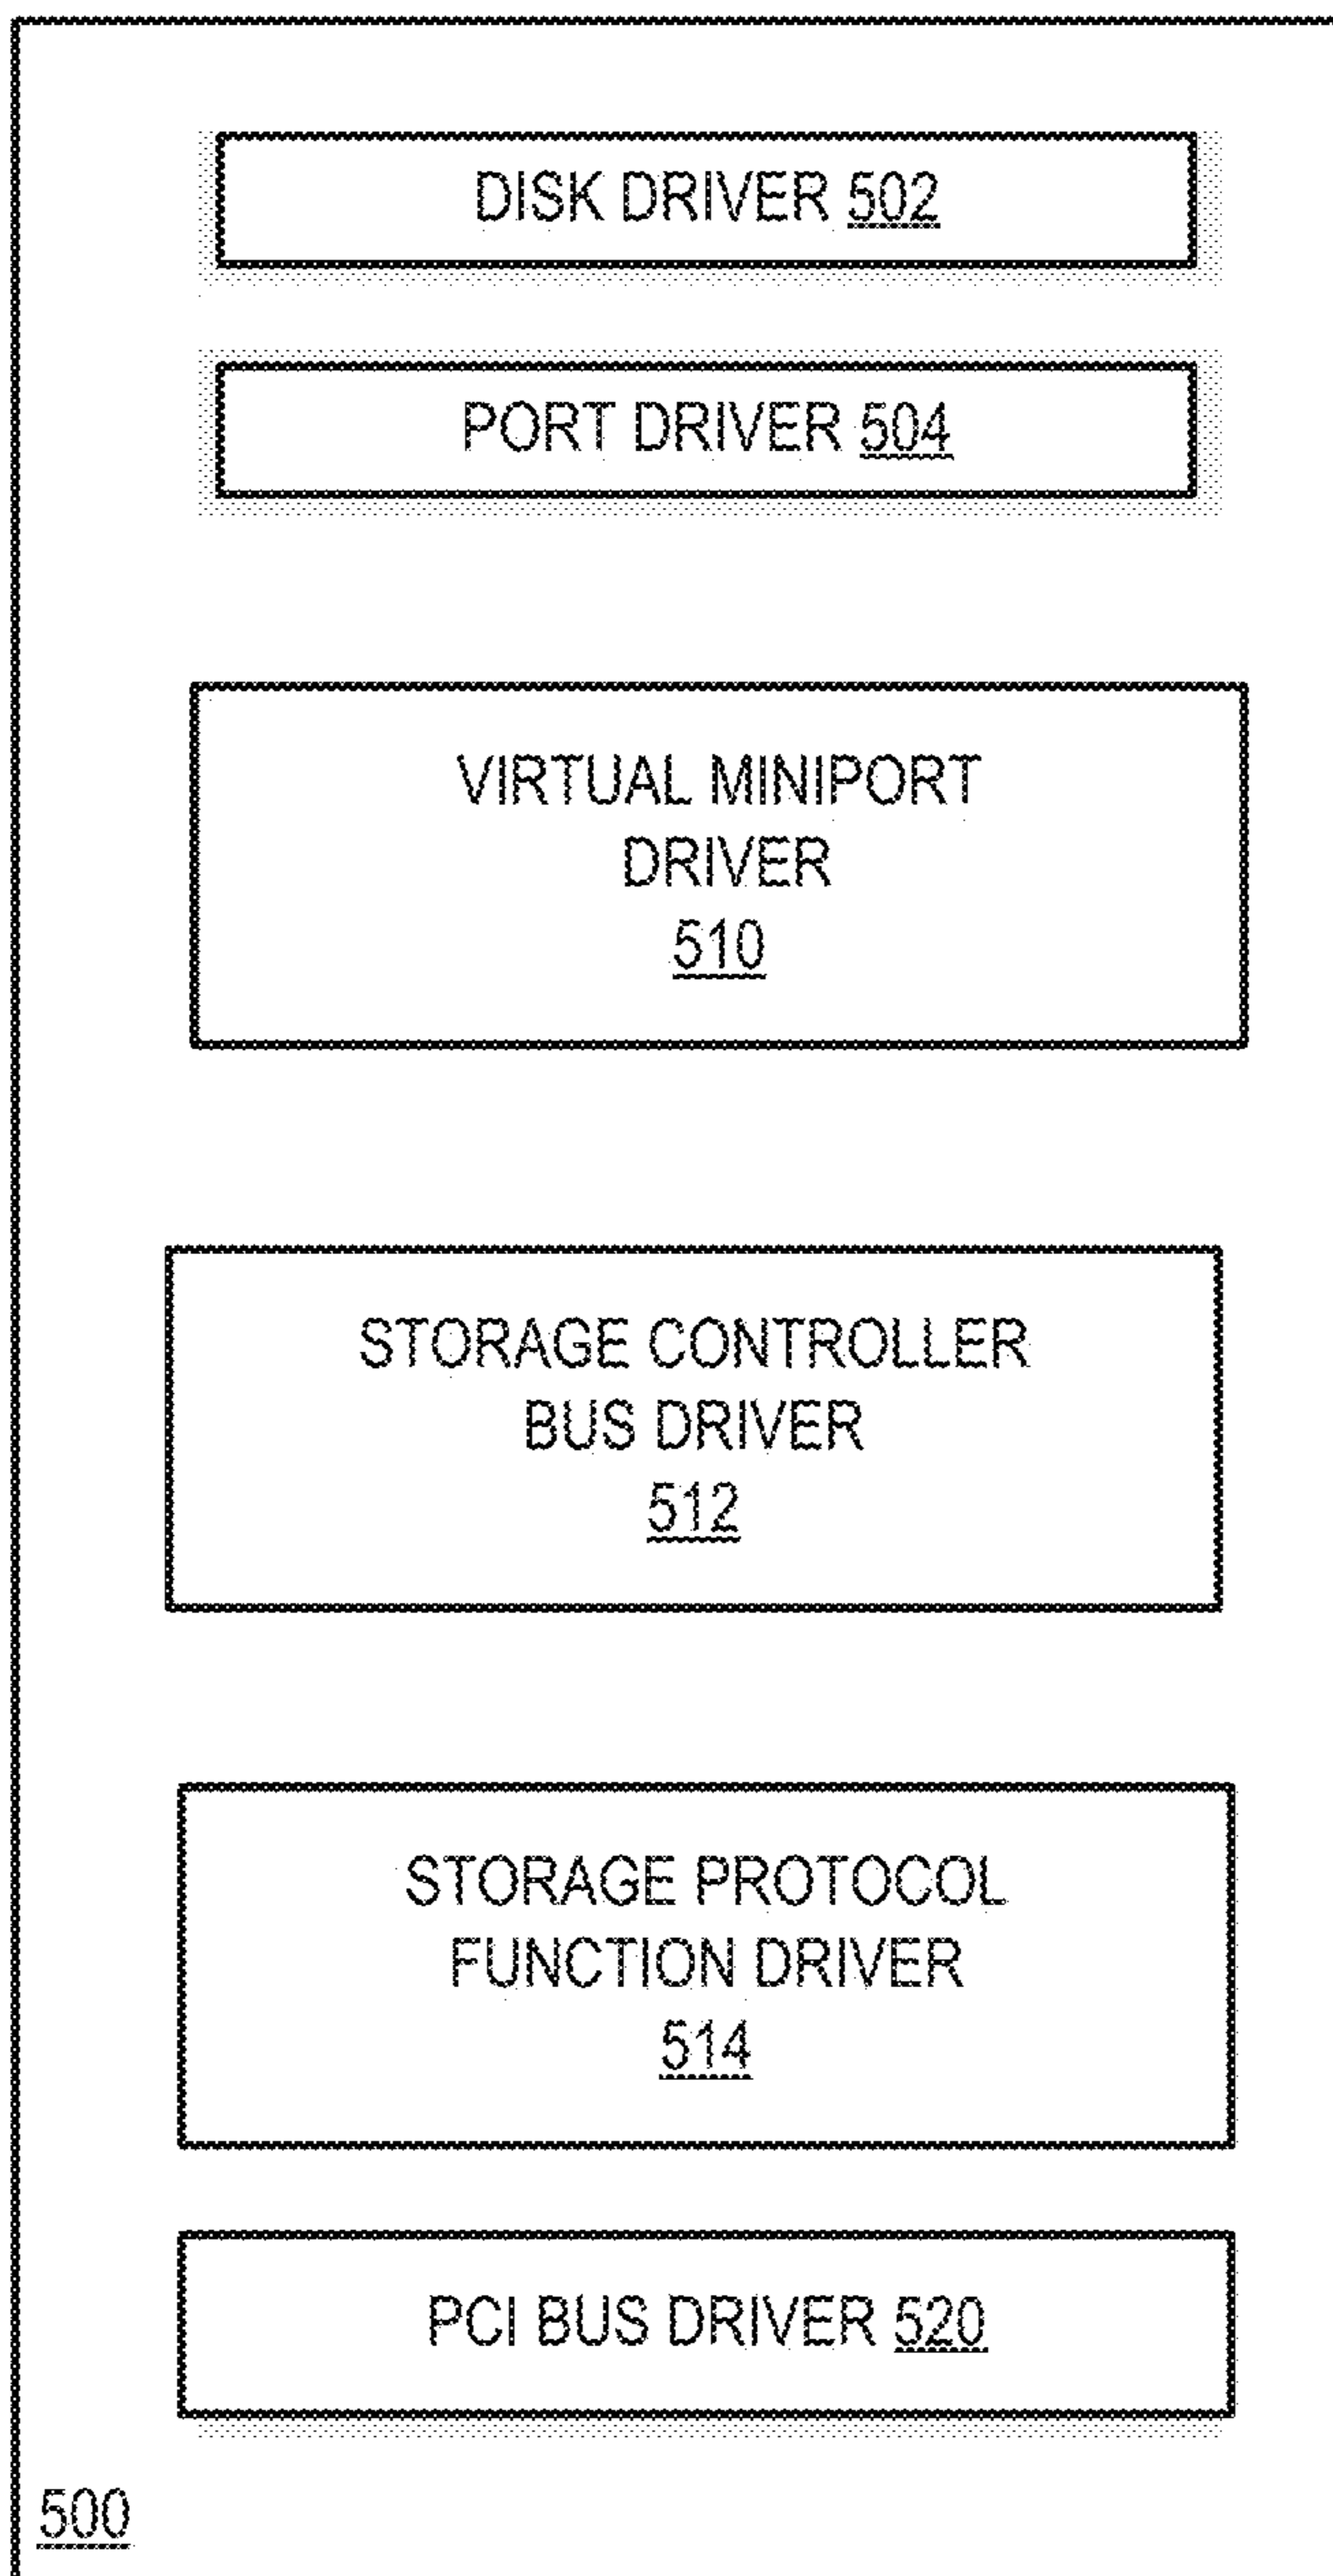 DISK DRIVER 502
PORT DRIVER 504
VIRTUAL MINIPORT
DRIVER
510
STORAGE CONTROLLER
BUS DRIVER
512
STORAGE PROTOCOL
FUNCTION DRIVER
514
PCI BUS DRIVER 520
500